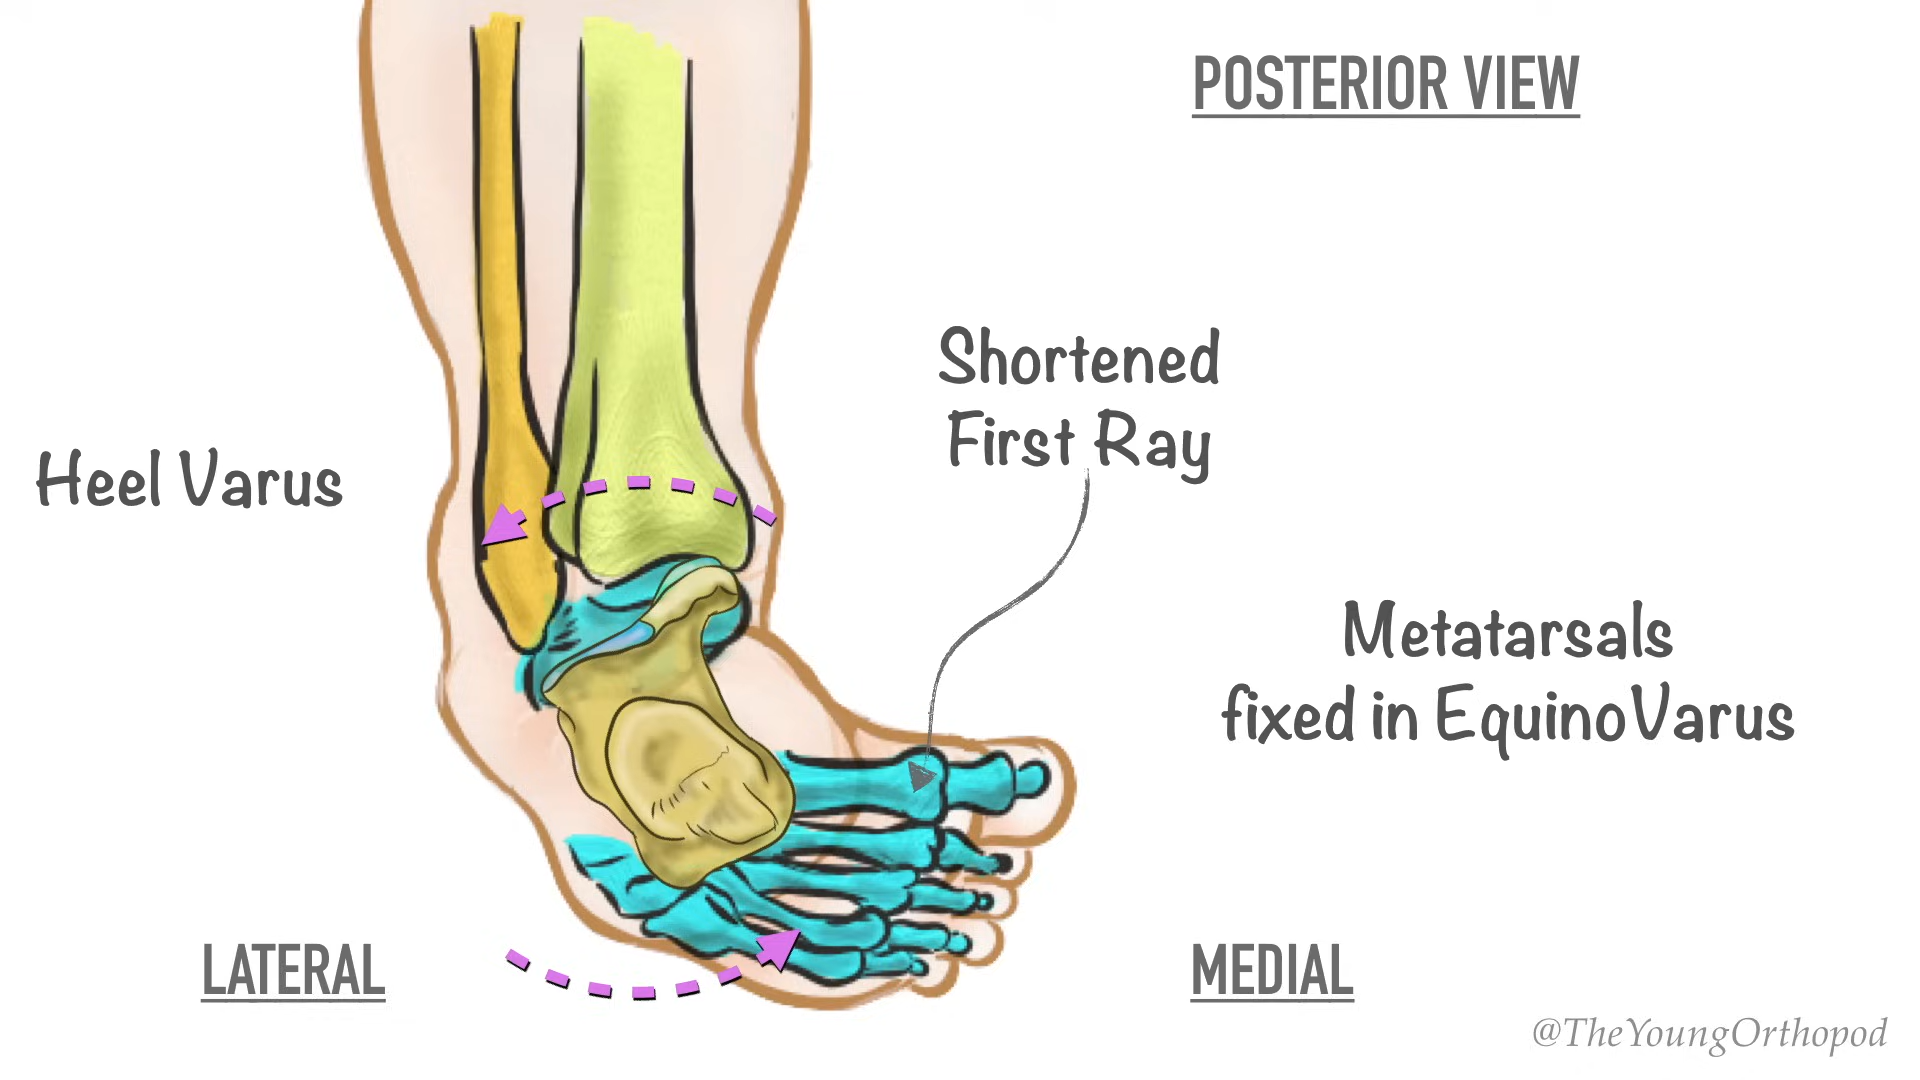 POSTERIOR VIEW
Shortened
First Ray
Heel Varus
Metatarsals
fixed in EquinoVarus
LATERAL
MEDIAL
@TheYoungOrthopod